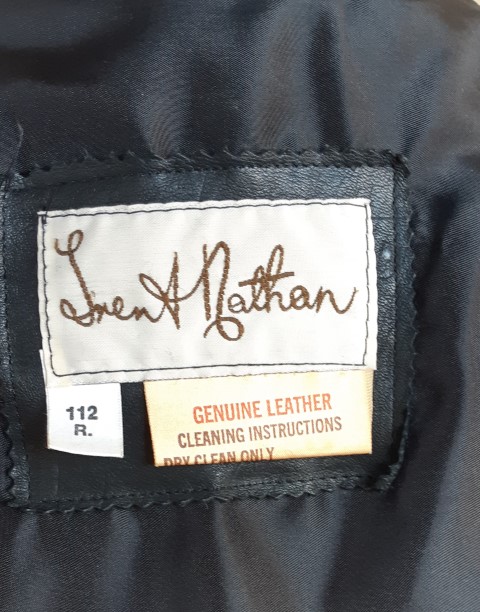 Trent Nathan
112
R.
GENUINE LEATHER
CLEANING INSTRUCTIONS
DRY CLEAN ONLY